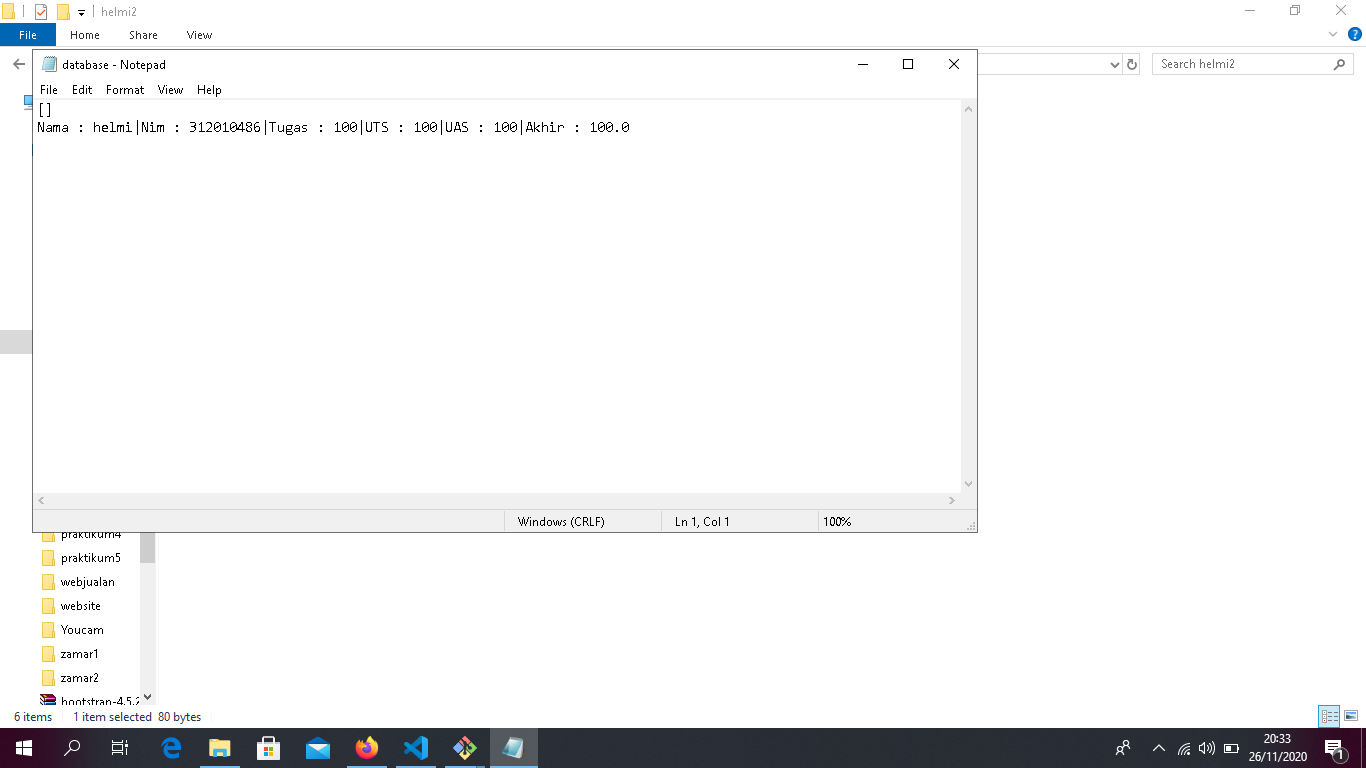 helmi2
File Home Share View
database - Notepad
Search helmi2
File Edit Format View Help
[]
Nama : helmi|Nim : 312010486|Tugas : 100|UTS : 100|UAS : 100|Akhir : 100.0
Windows (CRLF) Ln 1, Col 1 100%
praktikum4
praktikum5
webjualan
website
Youcam
zamar1
zamar2
bootstrap-4.5.2
6 items 1 item selected 80 bytes
20:33
26/11/2020
1